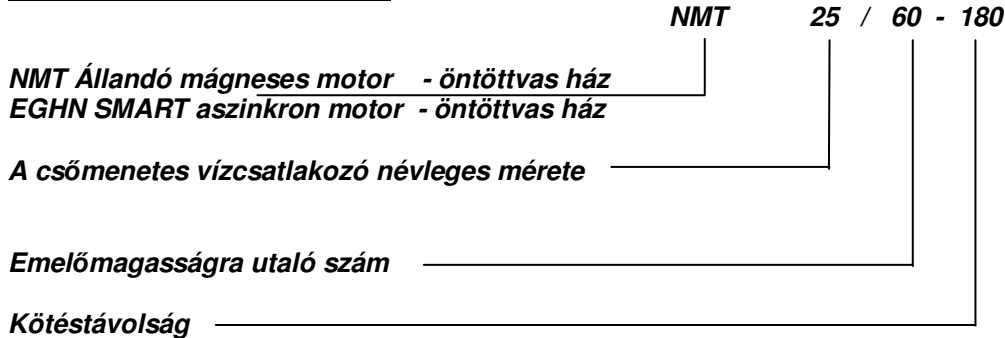 NMT 25 / 60 - 180
NMT Állandó mágneses motor - öntöttvas ház
EGHN SMART aszinkron motor - öntöttvas ház
A csőmenetes vízcsatlakozó névleges mérete
Emelőmagasságra utaló szám
Kötéstávolság